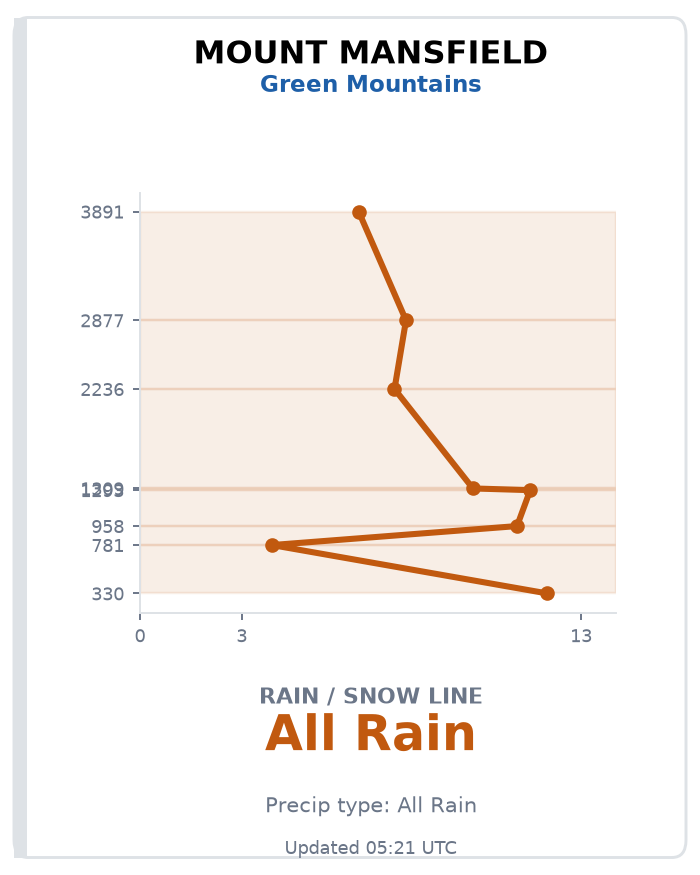 MOUNT MANSFIELD
Green Mountains
3891
2877
2236
958
781
330
0 3 13
RAIN / SNOW LINE
All Rain
Precip type: All Rain
Updated 05:21 UTC